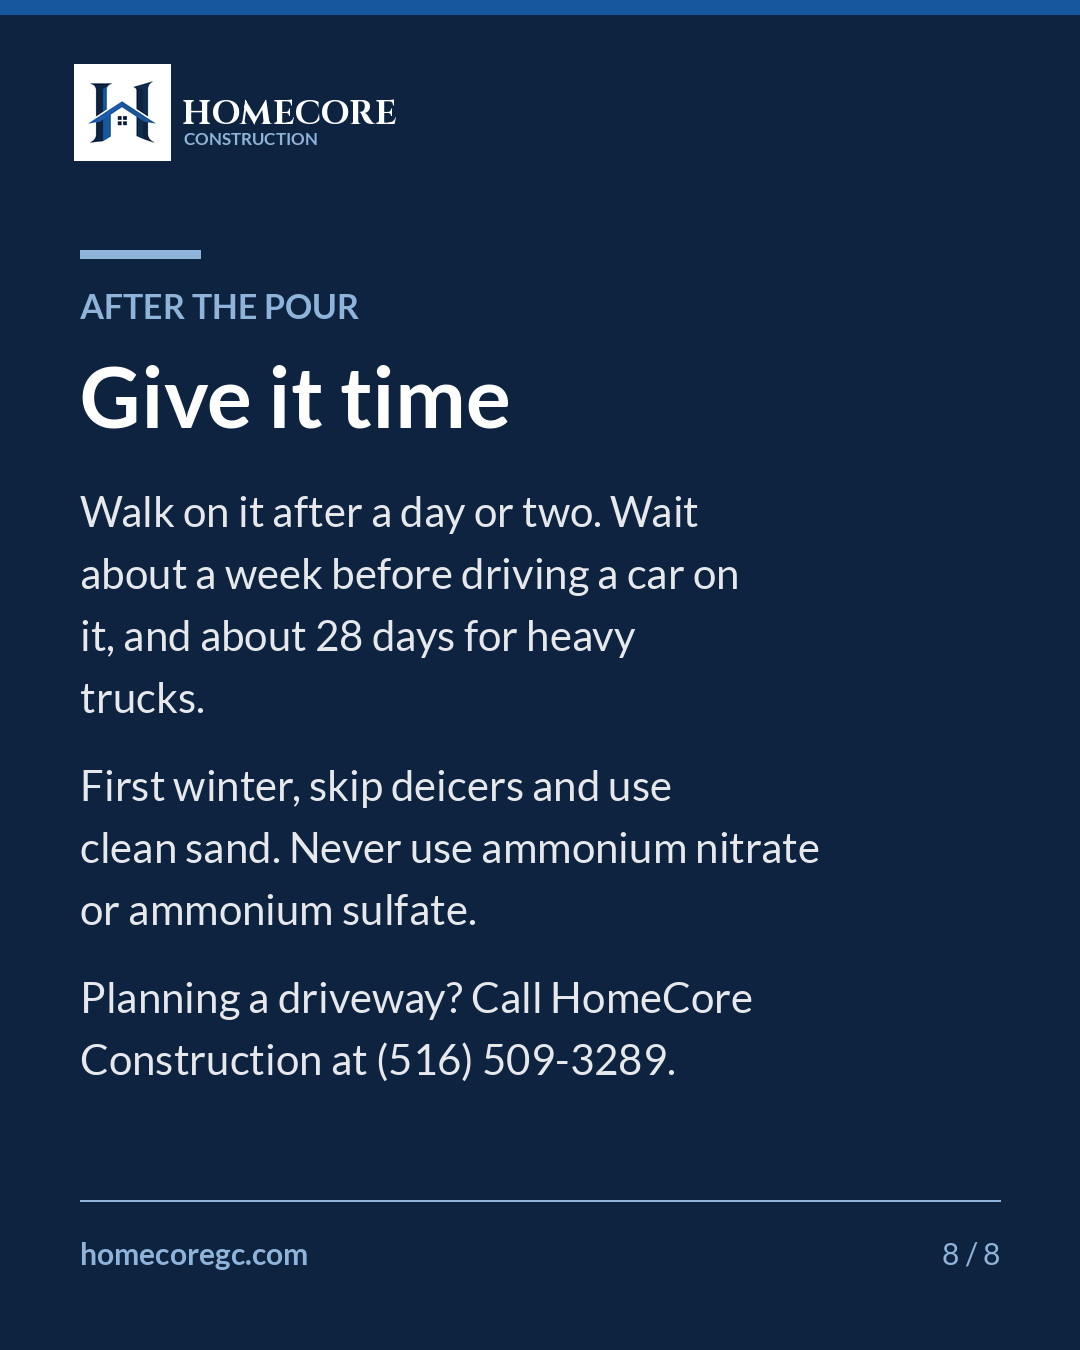 HOMECORE
CONSTRUCTION
AFTER THE POUR
Give it time
Walk on it after a day or two. Wait
about a week before driving a car on
it, and about 28 days for heavy
trucks.
First winter, skip deicers and use
clean sand. Never use ammonium nitrate
or ammonium sulfate.
Planning a driveway? Call HomeCore
Construction at (516) 509-3289.
homecoregc.com
8 / 8